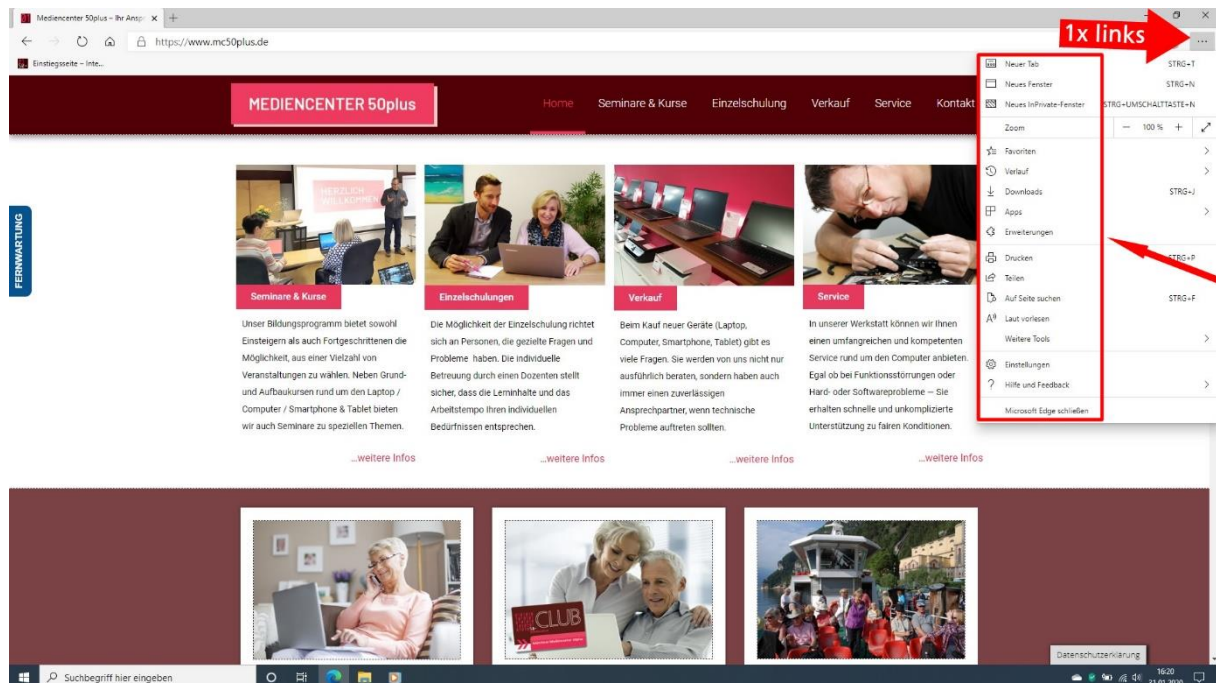 Mediencenter 50plus – Ihr Ansp
https://www.mc50plus.de
1x links
Einstiegsseite – Inte...
MEDIENCENTER 50plus
Home Seminare & Kurse Einzelschulung Verkauf Service Kontakt
Neuer Tab STRG+T
Neues Fenster STRG+N
Neues InPrivate-Fenster STRG+UMSCHALTTASTE+N
Zoom − 100 % +
Favoriten
Verlauf
Downloads STRG+J
Apps
Erweiterungen
Drucken STRG+P
Teilen
Auf Seite suchen STRG+F
Laut vorlesen
Weitere Tools
Einstellungen
Hilfe und Feedback
Microsoft Edge schließen
FERNWARTUNG
HERZLICH
WILLKOMMEN
Seminare & Kurse
Unser Bildungsprogramm bietet sowohl
Einsteigern als auch Fortgeschrittenen die
Möglichkeit, aus einer Vielzahl von
Veranstaltungen zu wählen. Neben Grund-
und Aufbaukursen rund um den Laptop /
Computer / Smartphone & Tablet bieten
wir auch Seminare zu speziellen Themen.
...weitere Infos
Einzelschulungen
Die Möglichkeit der Einzelschulung richtet
sich an Personen, die gezielte Fragen und
Probleme haben. Die individuelle
Betreuung durch einen Dozenten stellt
sicher, dass die Lerninhalte und das
Arbeitstempo Ihren individuellen
Bedürfnissen entsprechen.
...weitere Infos
Verkauf
Beim Kauf neuer Geräte (Laptop,
Computer, Smartphone, Tablet) gibt es
viele Fragen. Sie werden von uns nicht nur
ausführlich beraten, sondern haben auch
immer einen zuverlässigen
Ansprechpartner, wenn technische
Probleme auftreten sollten.
...weitere Infos
Service
In unserer Werkstatt können wir Ihnen
einen umfangreichen und kompetenten
Service rund um den Computer anbieten.
Egal ob bei Funktionsstörrungen oder
Hard- oder Softwareprobleme – Sie
erhalten schnelle und unkomplizierte
Unterstützung zu fairen Konditionen.
...weitere Infos
CLUB
Datenschutzerklärung
Suchbegriff hier eingeben
16:20
31.01.2020